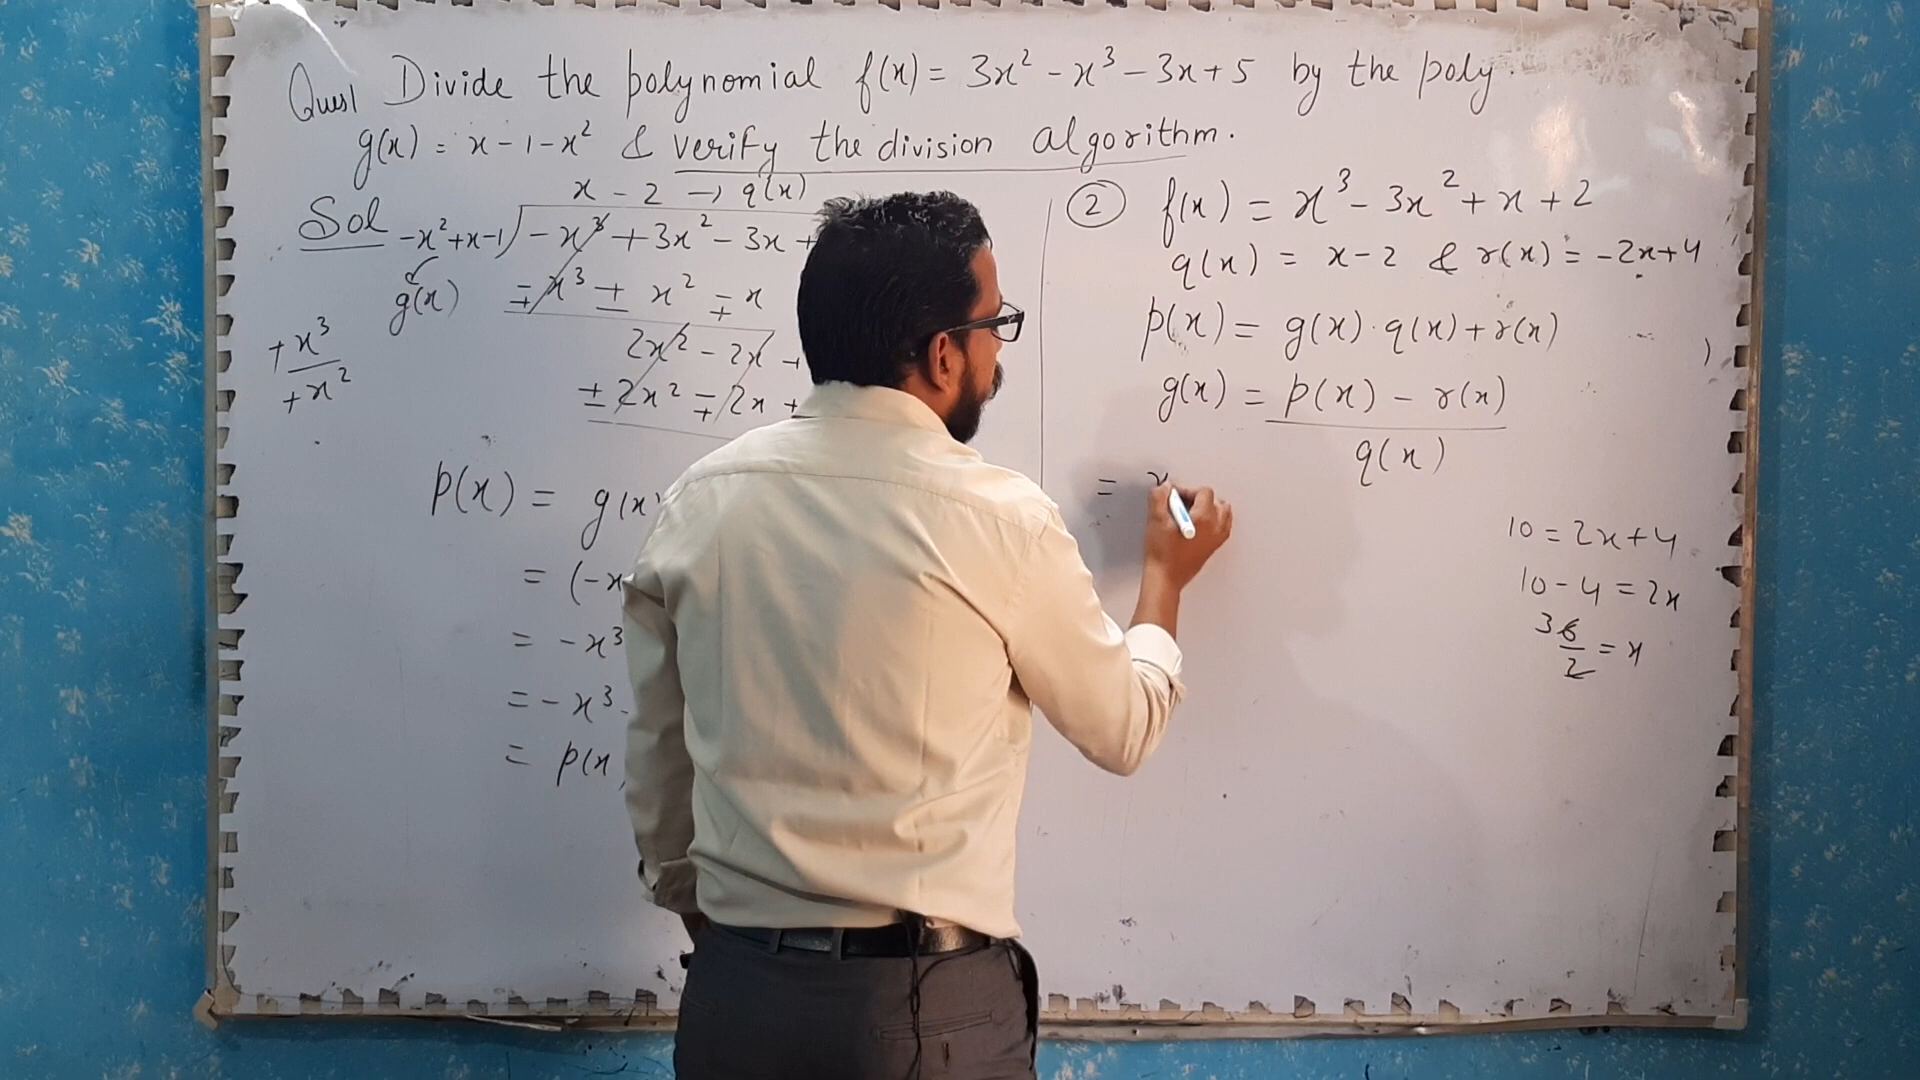 Ques1 Divide the polynomial f(x) = 3x² - x³ - 3x + 5 by the poly.
g(x) = x - 1 - x² & verify the division algorithm.
x - 2 → q(x)
Sol -x²+x-1) -x³ + 3x² - 3x +
g(x)
∓x³ ± x² ∓ x
2x² - 2x +
± 2x² ∓ 2x +
+x³
+x²
p(x) = g(x)
= (-x
= -x³
= -x³ -
= p(x
② f(x) = x³ - 3x² + x + 2
q(x) = x-2 & r(x) = -2x+4
p(x) = g(x)·q(x)+r(x)
g(x) = p(x) - r(x)
q(x)
= x
10 = 2x+4
10 - 4 = 2x
3 6
2 = x